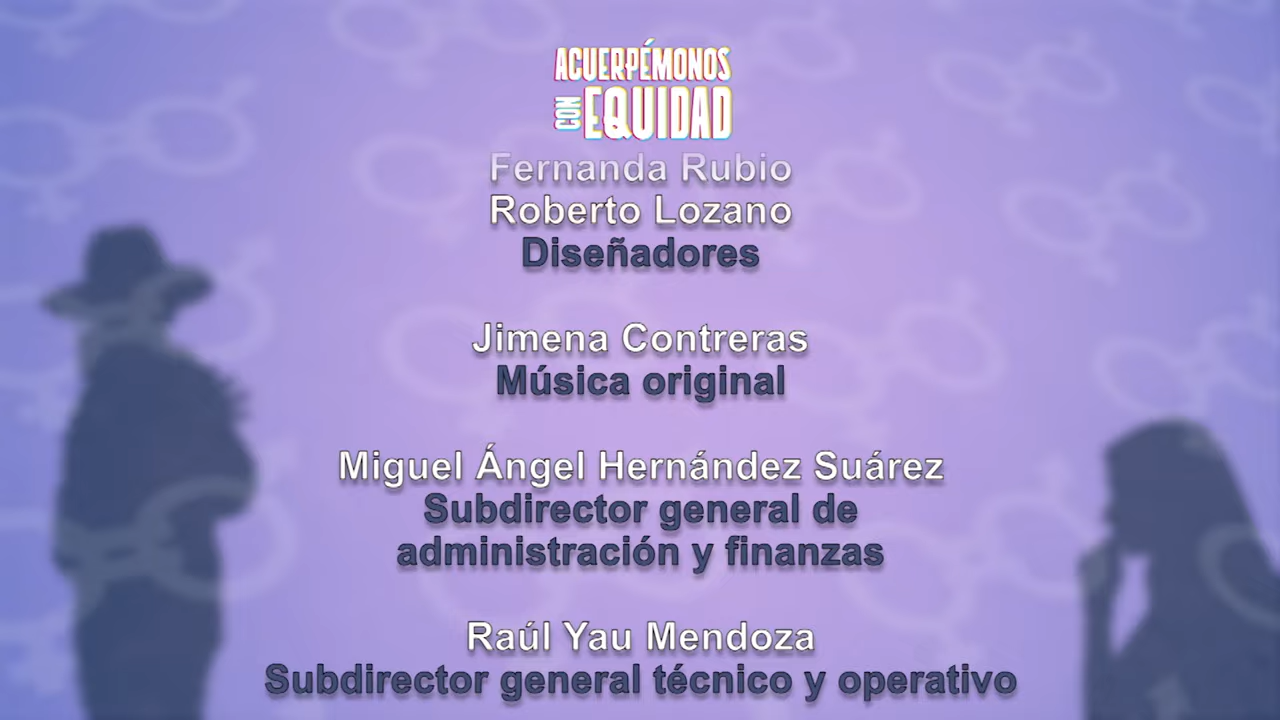 ACUERPÉMONOS
CON EQUIDAD
Fernanda Rubio
Roberto Lozano
Diseñadores
Jimena Contreras
Música original
Miguel Ángel Hernández Suárez
Subdirector general de
administración y finanzas
Raúl Yau Mendoza
Subdirector general técnico y operativo